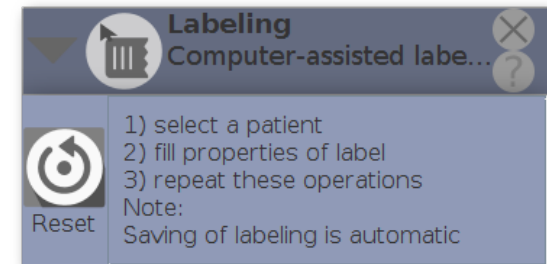 Labeling
Computer-assisted labe...
?
Reset
1) select a patient
2) fill properties of label
3) repeat these operations
Note:
Saving of labeling is automatic